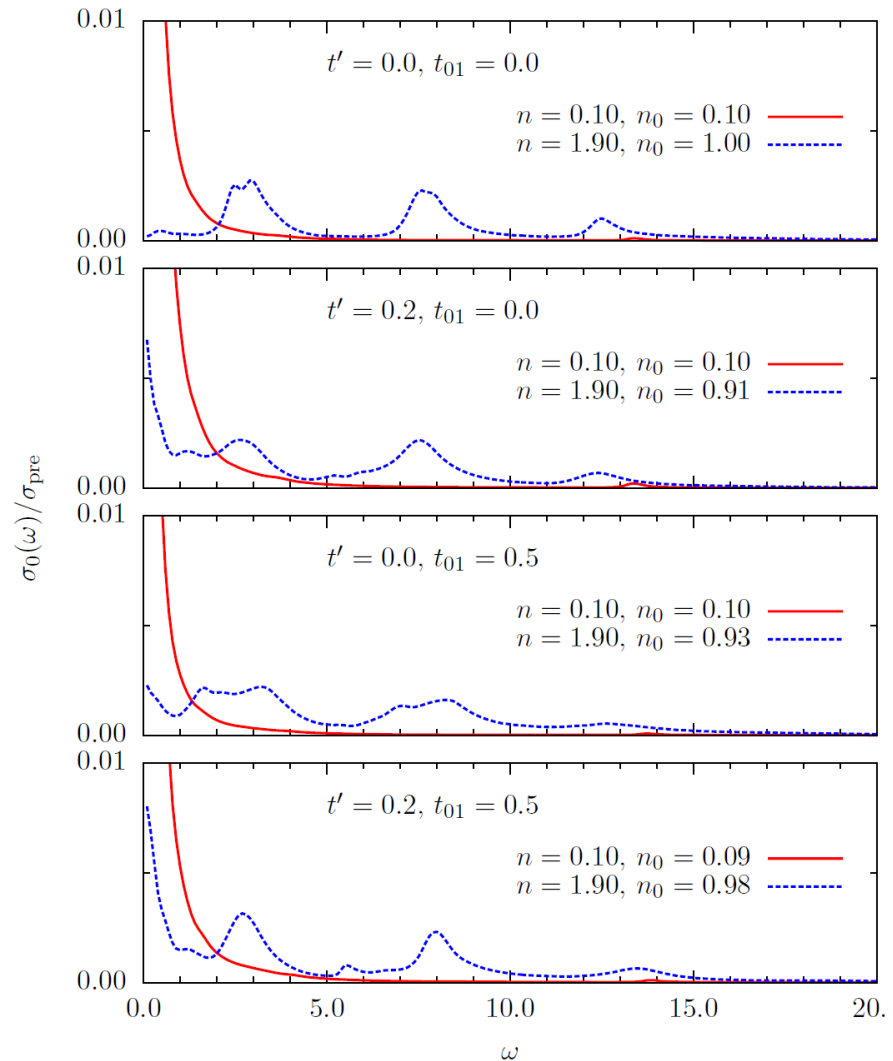 0.01
t′ = 0.0, t₀₁ = 0.0
n = 0.10, n₀ = 0.10
n = 1.90, n₀ = 1.00
0.00
0.01
t′ = 0.2, t₀₁ = 0.0
n = 0.10, n₀ = 0.10
n = 1.90, n₀ = 0.91
0.00
σ₀(ω)/σpre
0.01
t′ = 0.0, t₀₁ = 0.5
n = 0.10, n₀ = 0.10
n = 1.90, n₀ = 0.93
0.00
0.01
t′ = 0.2, t₀₁ = 0.5
n = 0.10, n₀ = 0.09
n = 1.90, n₀ = 0.98
0.00
0.0 5.0 10.0 15.0 20.
ω